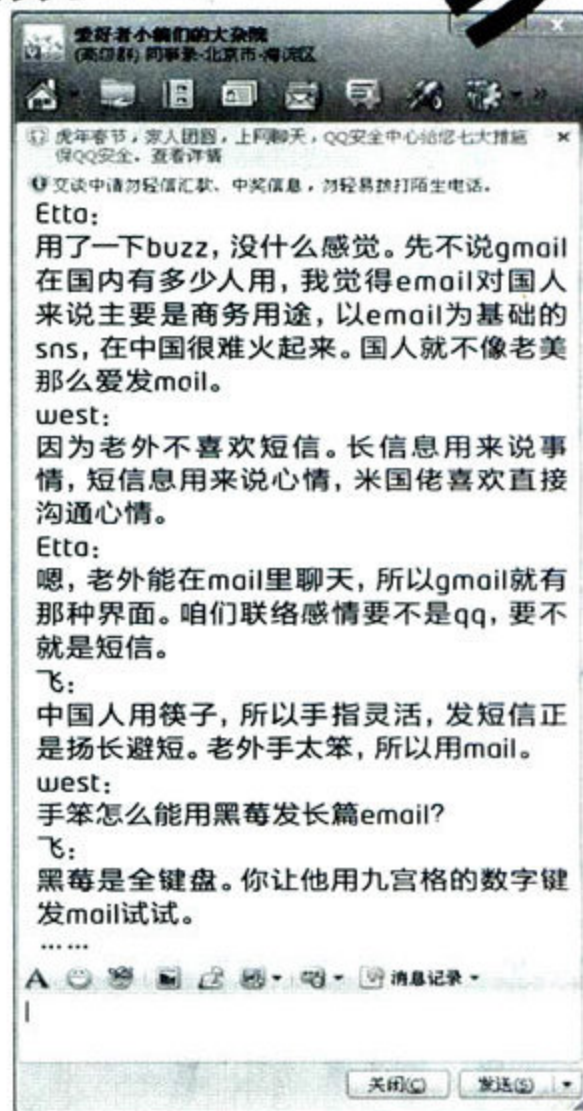 爱好者小编们的大杂院
(高级群) 同事录-北京市-海淀区
虎年春节，家人团圆，上网聊天，QQ安全中心给您七大措施
保QQ安全。查看详情
交谈中请勿轻信汇款、中奖信息，勿轻易拨打陌生电话。
Etta：
用了一下buzz，没什么感觉。先不说gmail
在国内有多少人用，我觉得email对国人
来说主要是商务用途，以email为基础的
sns，在中国很难火起来。国人就不像老美
那么爱发mail。
west：
因为老外不喜欢短信。长信息用来说事
情，短信息用来说心情，米国佬喜欢直接
沟通心情。
Etta：
嗯，老外能在mail里聊天，所以gmail就有
那种界面。咱们联络感情要不是qq，要不
就是短信。
飞：
中国人用筷子，所以手指灵活，发短信正
是扬长避短。老外手太笨，所以用mail。
west：
手笨怎么能用黑莓发长篇email？
飞：
黑莓是全键盘。你让他用九宫格的数字键
发mail试试。
……
A 消息记录
关闭(C) 发送(S)